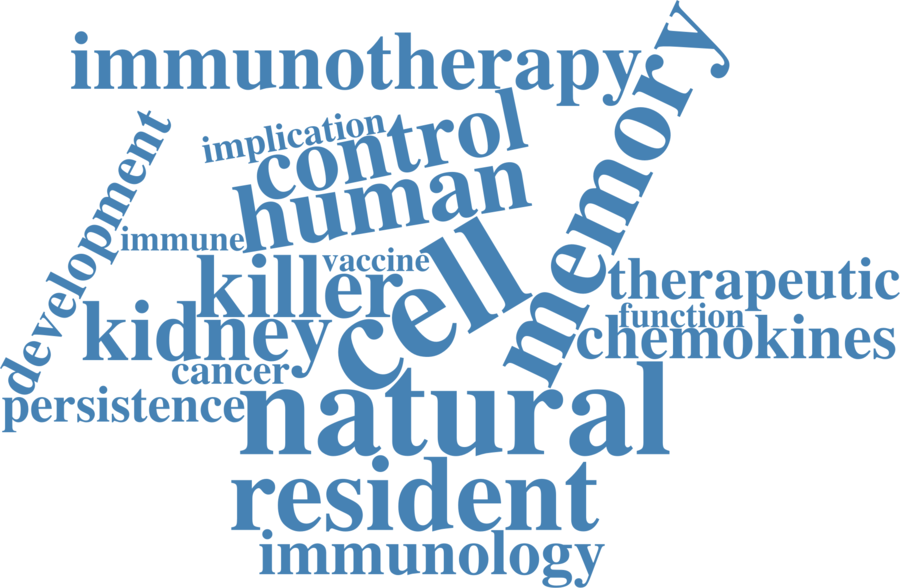 immunotherapy
memory
implication
control
development
human
immune
cell
vaccine
killer
therapeutic
function
kidney
chemokines
cancer
persistence
natural
resident
immunology